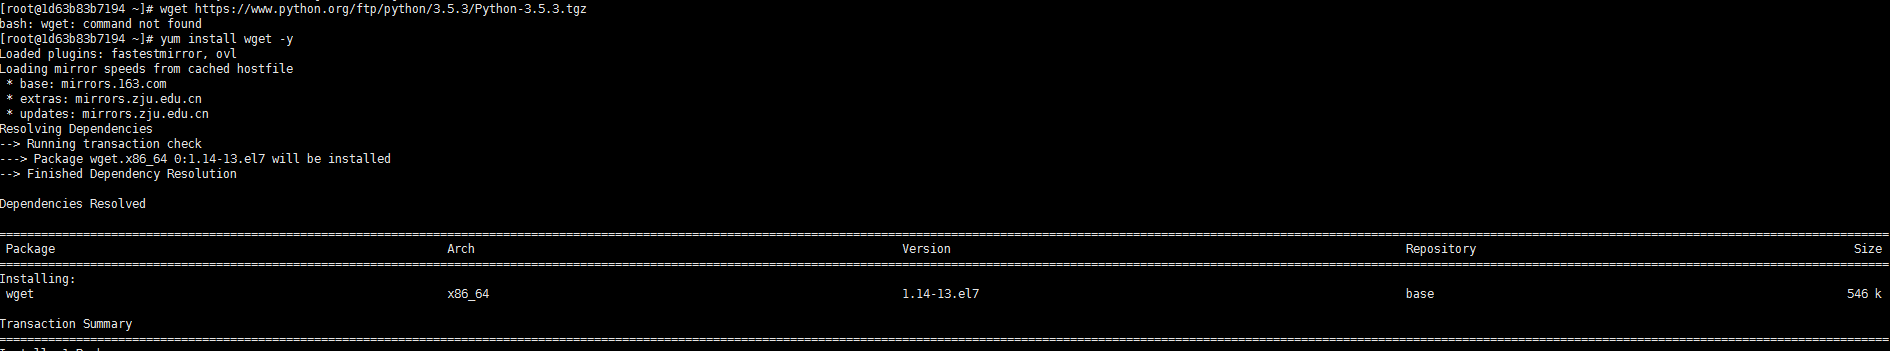 [root@1d63b83b7194 ~]# wget https://www.python.org/ftp/python/3.5.3/Python-3.5.3.tgz
bash: wget: command not found
[root@1d63b83b7194 ~]# yum install wget -y
Loaded plugins: fastestmirror, ovl
Loading mirror speeds from cached hostfile
 * base: mirrors.163.com
 * extras: mirrors.zju.edu.cn
 * updates: mirrors.zju.edu.cn
Resolving Dependencies
--> Running transaction check
---> Package wget.x86_64 0:1.14-13.el7 will be installed
--> Finished Dependency Resolution
Dependencies Resolved
Package Arch Version Repository Size
Installing:
wget x86_64 1.14-13.el7 base 546 k
Transaction Summary